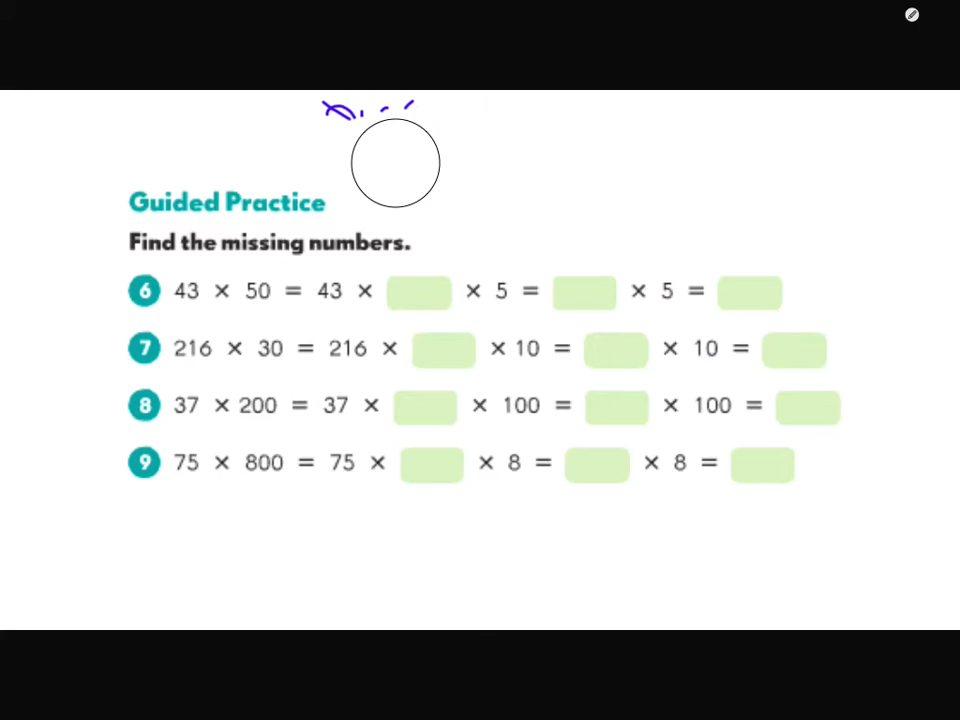 Guided Practice
Find the missing numbers.
6 43 × 50 = 43 × × 5 = × 5 =
7 216 × 30 = 216 × × 10 = × 10 =
8 37 × 200 = 37 × × 100 = × 100 =
9 75 × 800 = 75 × × 8 = × 8 =